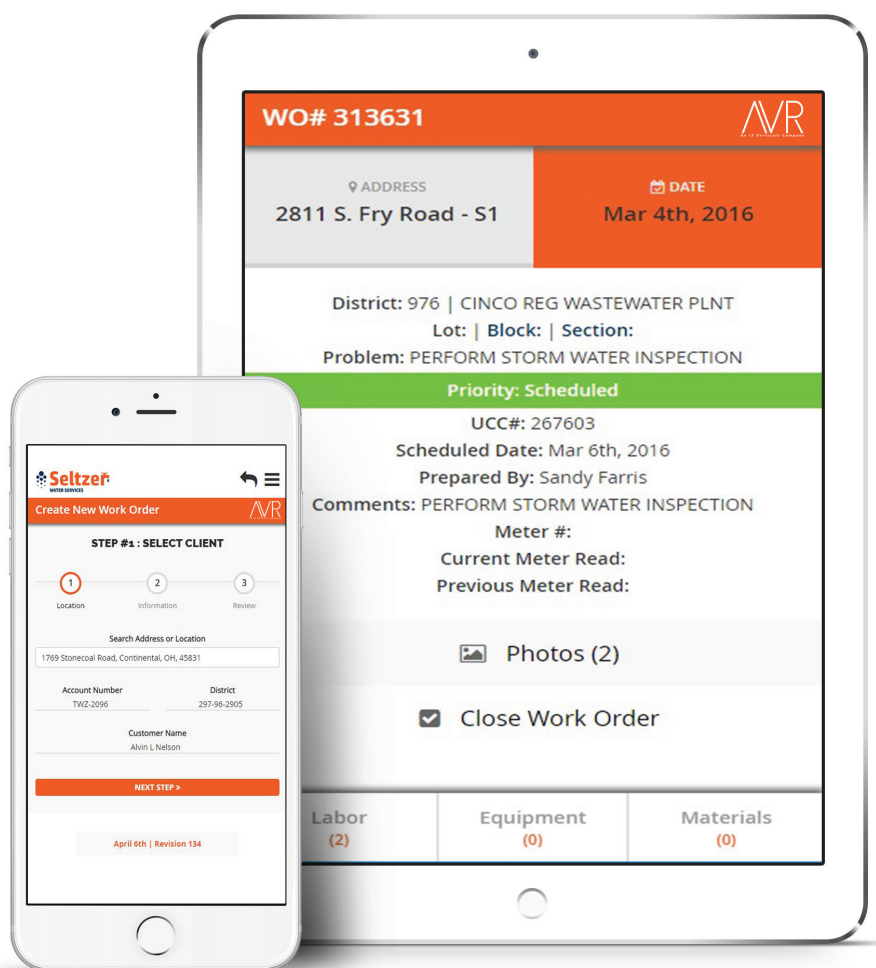 WO# 313631
AVR
ADDRESS
2811 S. Fry Road - S1
DATE
Mar 4th, 2016
District: 976 | CINCO REG WASTEWATER PLNT
Lot: | Block: | Section:
Problem: PERFORM STORM WATER INSPECTION
Priority: Scheduled
UCC#: 267603
Scheduled Date: Mar 6th, 2016
Prepared By: Sandy Farris
Comments: PERFORM STORM WATER INSPECTION
Meter #:
Current Meter Read:
Previous Meter Read:
Photos (2)
Close Work Order
Labor
(2)
Equipment
(0)
Materials
(0)
Seltzer
WATER SERVICES
Create New Work Order
AVR
STEP #1 : SELECT CLIENT
1
2
3
Location
Information
Review
Search Address or Location
1769 Stonecoal Road, Continental, OH, 45831
Account Number
District
TWZ-2096
297-96-2905
Customer Name
Alvin L Nelson
NEXT STEP »
April 6th | Revision 134